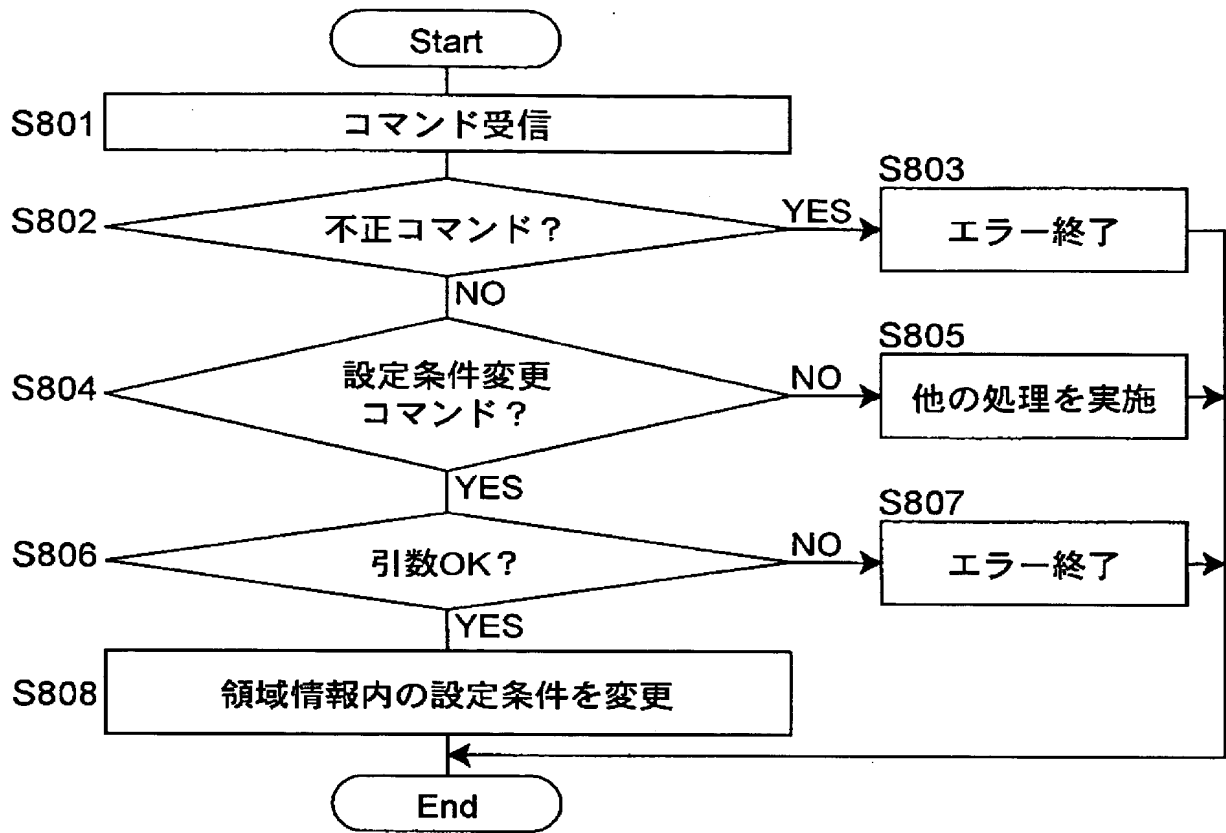 Start
S801
コマンド受信
S802
不正コマンド?
YES
S803
エラー終了
NO
S804
設定条件変更
コマンド?
NO
S805
他の処理を実施
YES
S806
引数OK?
NO
S807
エラー終了
YES
S808
領域情報内の設定条件を変更
End